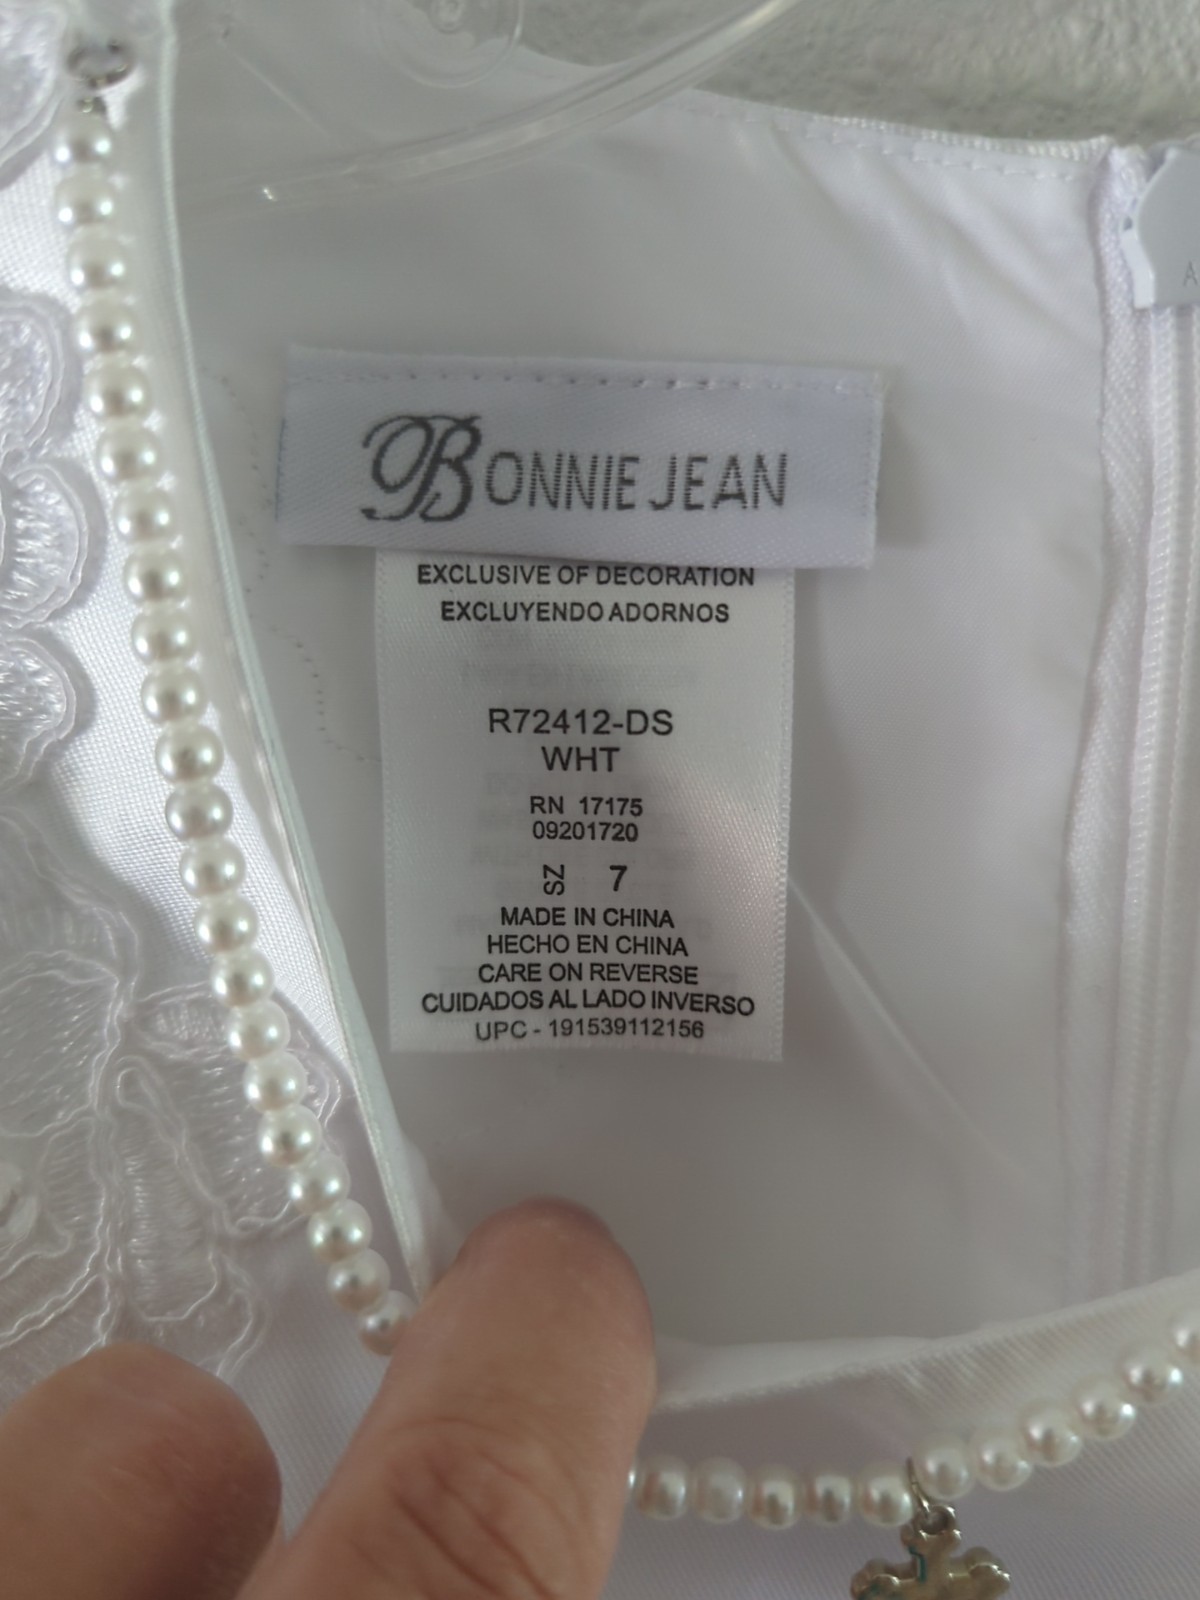 BONNIE JEAN
EXCLUSIVE OF DECORATION
EXCLUYENDO ADORNOS
R72412-DS
WHT
RN 17175
09201720
SZ 7
MADE IN CHINA
HECHO EN CHINA
CARE ON REVERSE
CUIDADOS AL LADO INVERSO
UPC - 191539112156